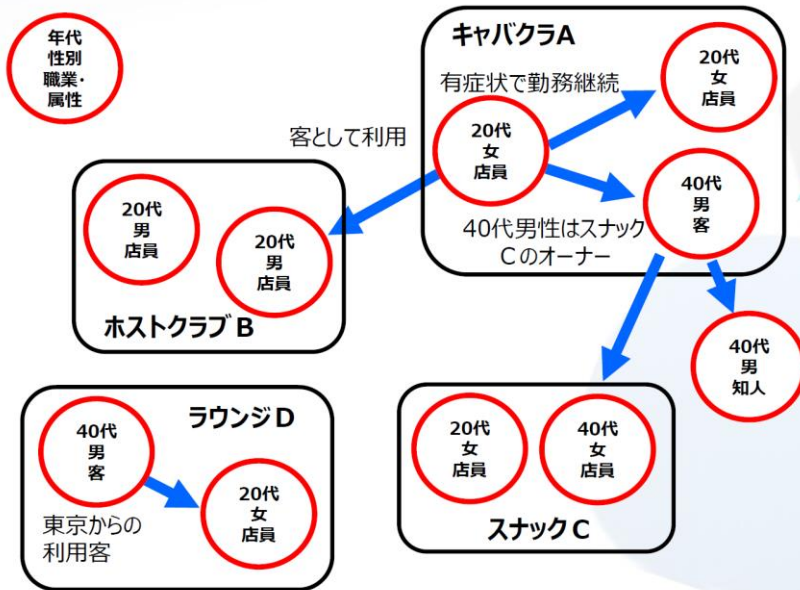 年代
性別
職業・
属性
キャバクラA
有症状で勤務継続
20代
女
店員
20代
女
店員
40代
男
客
40代男性はスナック
Cのオーナー
客として利用
20代
男
店員
20代
男
店員
ホストクラブB
40代
男
知人
ラウンジD
40代
男
客
20代
女
店員
東京からの
利用客
20代
女
店員
40代
女
店員
スナックC